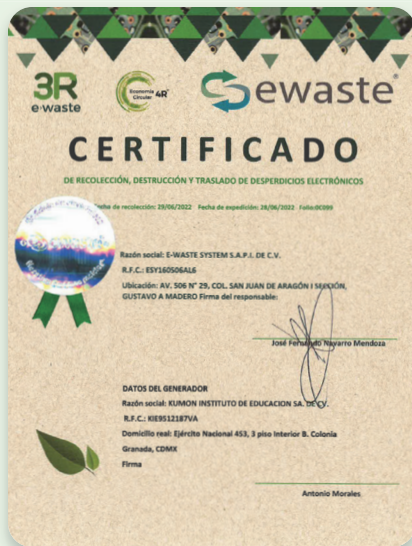 3R
e·waste
Economía
Circular 4R
ewaste®
CERTIFICADO
DE RECOLECCIÓN, DESTRUCCIÓN Y TRASLADO DE DESPERDICIOS ELECTRÓNICOS
Fecha de recolección: 29/06/2022 Fecha de expedición: 28/06/2022 Folio:0C099
Razón social: E-WASTE SYSTEM S.A.P.I. DE C.V.
R.F.C.: ESY160506AL6
Ubicación: AV. 506 N° 29, COL. SAN JUAN DE ARAGÓN I SECCIÓN,
GUSTAVO A MADERO Firma del responsable:
José Fernando Navarro Mendoza
DATOS DEL GENERADOR
Razón social: KUMON INSTITUTO DE EDUCACION SA. DE CV.
R.F.C.: KIE9512187VA
Domicilio real: Ejército Nacional 453, 3 piso Interior B. Colonia
Granada, CDMX
Firma
Antonio Morales